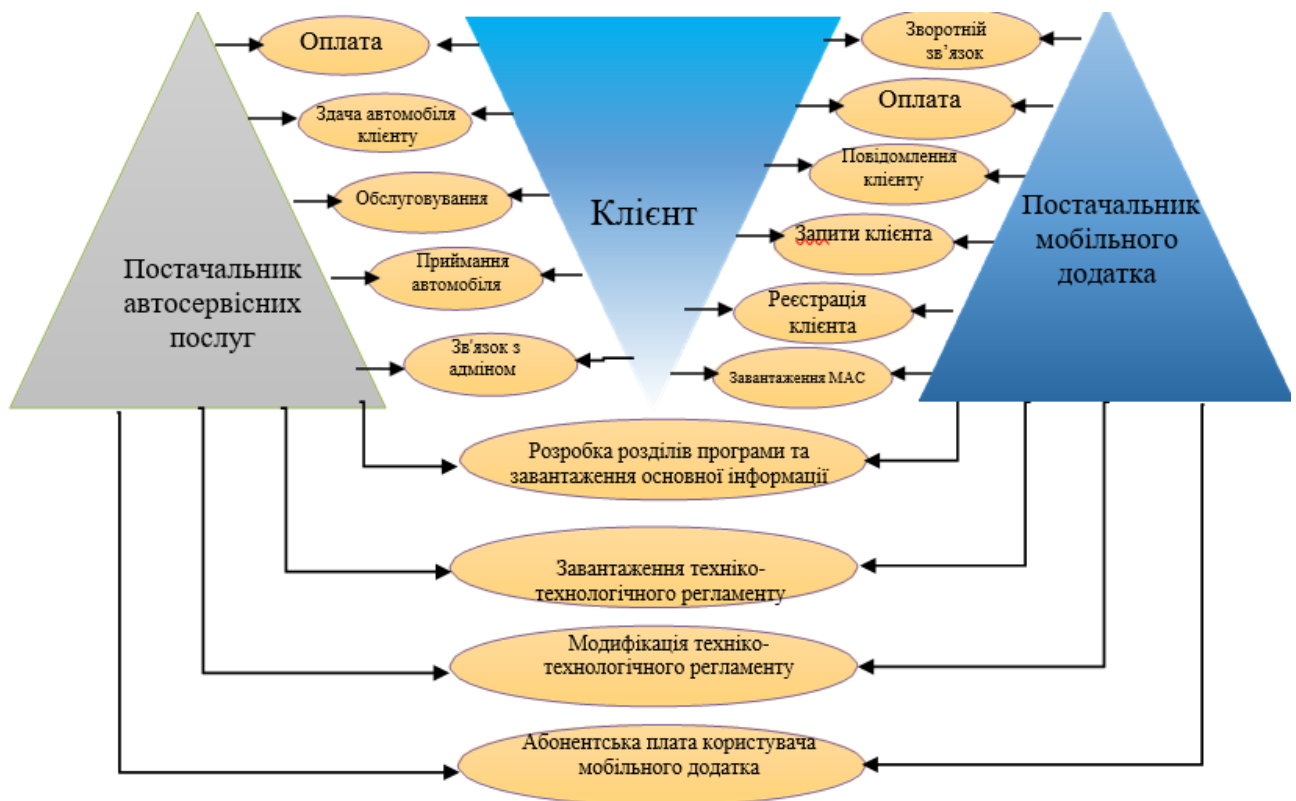 Оплата
Здача автомобіля
клієнту
Обслуговування
Приймання
автомобіля
Зв'язок з
адміном
Постачальник
автосервісних
послуг
Клієнт
Зворотній
зв’язок
Оплата
Повідомлення
клієнту
Запити клієнта
Реєстрація
клієнта
Завантаження МАС
Постачальник
мобільного
додатка
Розробка розділів програми та
завантаження основної інформації
Завантаження техніко-
технологічного регламенту
Модифікація техніко-
технологічного регламенту
Абонентська плата користувача
мобільного додатка